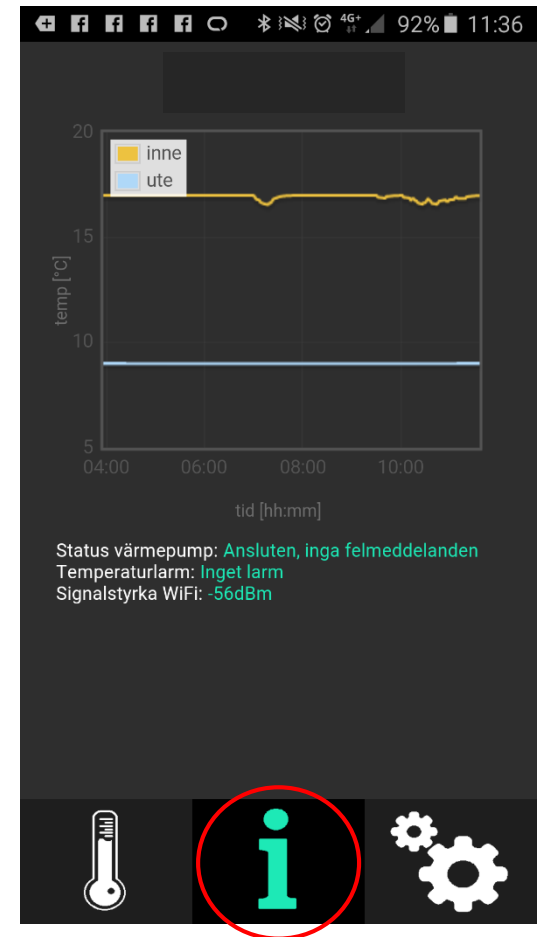 4G+ 92% 11:36
20
inne
ute
15
temp [°C]
10
5
04:00 06:00 08:00 10:00
tid [hh:mm]
Status värmepump: Ansluten, inga felmeddelanden
Temperaturlarm: Inget larm
Signalstyrka WiFi: -56dBm